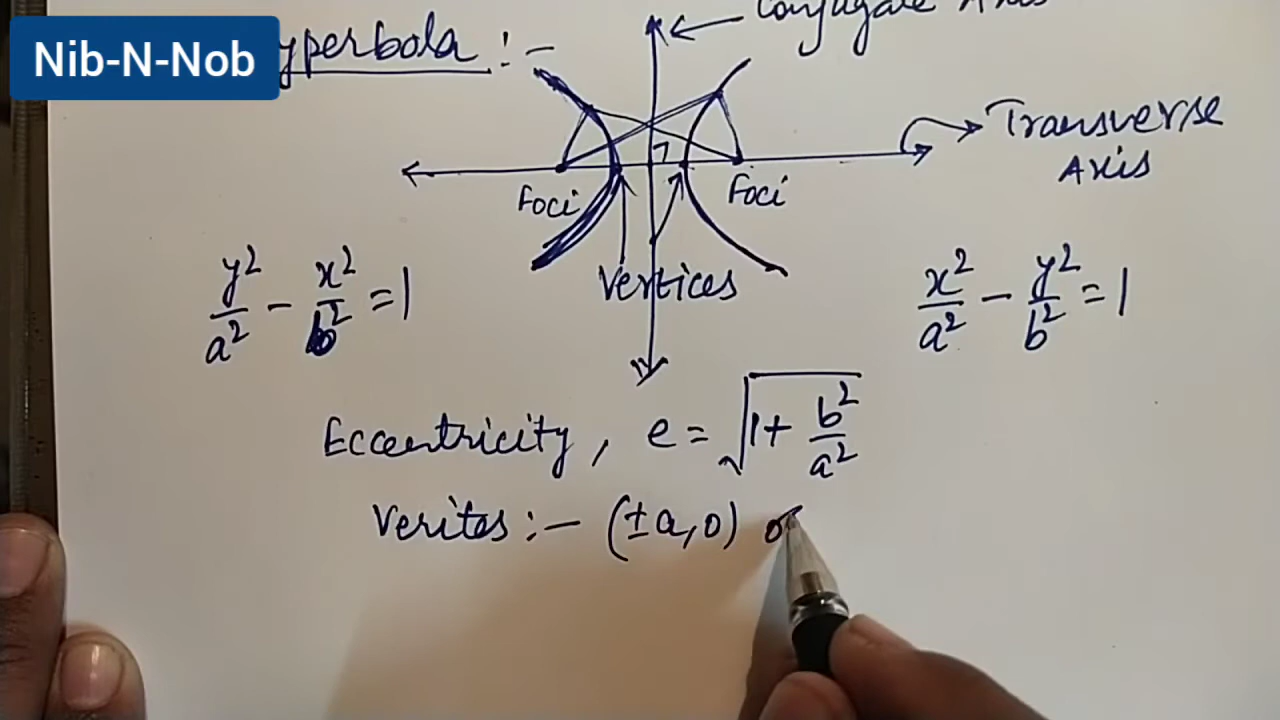 Nib-N-Nob
yperbola :-
Conjugate Axis
Transverse
Axis
Foci
Foci
Vertices
y²/a² - x²/b² = 1
x²/a² - y²/b² = 1
Eccentricity, e = √(1 + b²/a²)
Verites :- (±a, 0) or